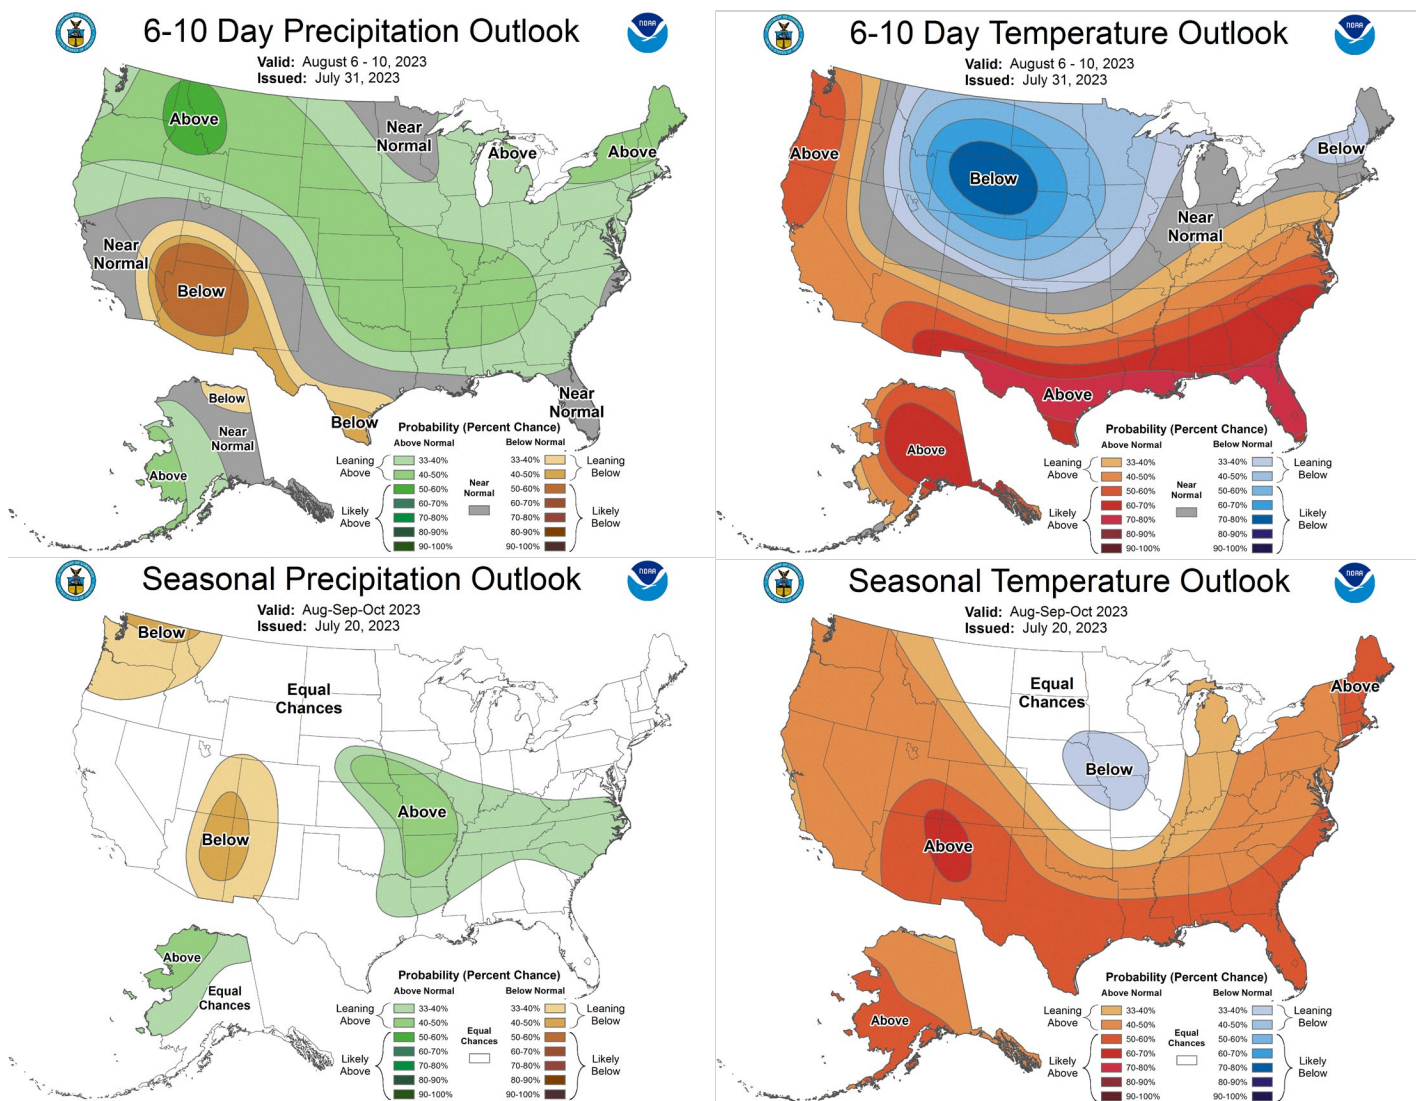 6-10 Day Precipitation Outlook
NOAA
Valid: August 6 - 10, 2023
Issued: July 31, 2023
Above
Near
Normal
Above
Above
Near
Normal
Below
Near
Normal
Below
Below
Near
Normal
Above
Probability (Percent Chance)
Above Normal
Below Normal
Leaning
Above
33-40%
40-50%
Likely
Above
50-60%
60-70%
70-80%
80-90%
90-100%
Near
Normal
33-40%
40-50%
Leaning
Below
50-60%
60-70%
70-80%
80-90%
90-100%
Likely
Below
6-10 Day Temperature Outlook
NOAA
Valid: August 6 - 10, 2023
Issued: July 31, 2023
Above
Below
Below
Near
Normal
Above
Above
Probability (Percent Chance)
Above Normal
Below Normal
Leaning
Above
33-40%
40-50%
Likely
Above
50-60%
60-70%
70-80%
80-90%
90-100%
Near
Normal
33-40%
40-50%
Leaning
Below
50-60%
60-70%
70-80%
80-90%
90-100%
Likely
Below
Seasonal Precipitation Outlook
NOAA
Valid: Aug-Sep-Oct 2023
Issued: July 20, 2023
Below
Equal
Chances
Above
Below
Above
Equal
Chances
Probability (Percent Chance)
Above Normal
Below Normal
Leaning
Above
33-40%
40-50%
Likely
Above
50-60%
60-70%
70-80%
80-90%
90-100%
Equal
Chances
33-40%
40-50%
Leaning
Below
50-60%
60-70%
70-80%
80-90%
90-100%
Likely
Below
Seasonal Temperature Outlook
NOAA
Valid: Aug-Sep-Oct 2023
Issued: July 20, 2023
Equal
Chances
Above
Below
Above
Above
Probability (Percent Chance)
Above Normal
Below Normal
Leaning
Above
33-40%
40-50%
Likely
Above
50-60%
60-70%
70-80%
80-90%
90-100%
Equal
Chances
33-40%
40-50%
Leaning
Below
50-60%
60-70%
70-80%
80-90%
90-100%
Likely
Below